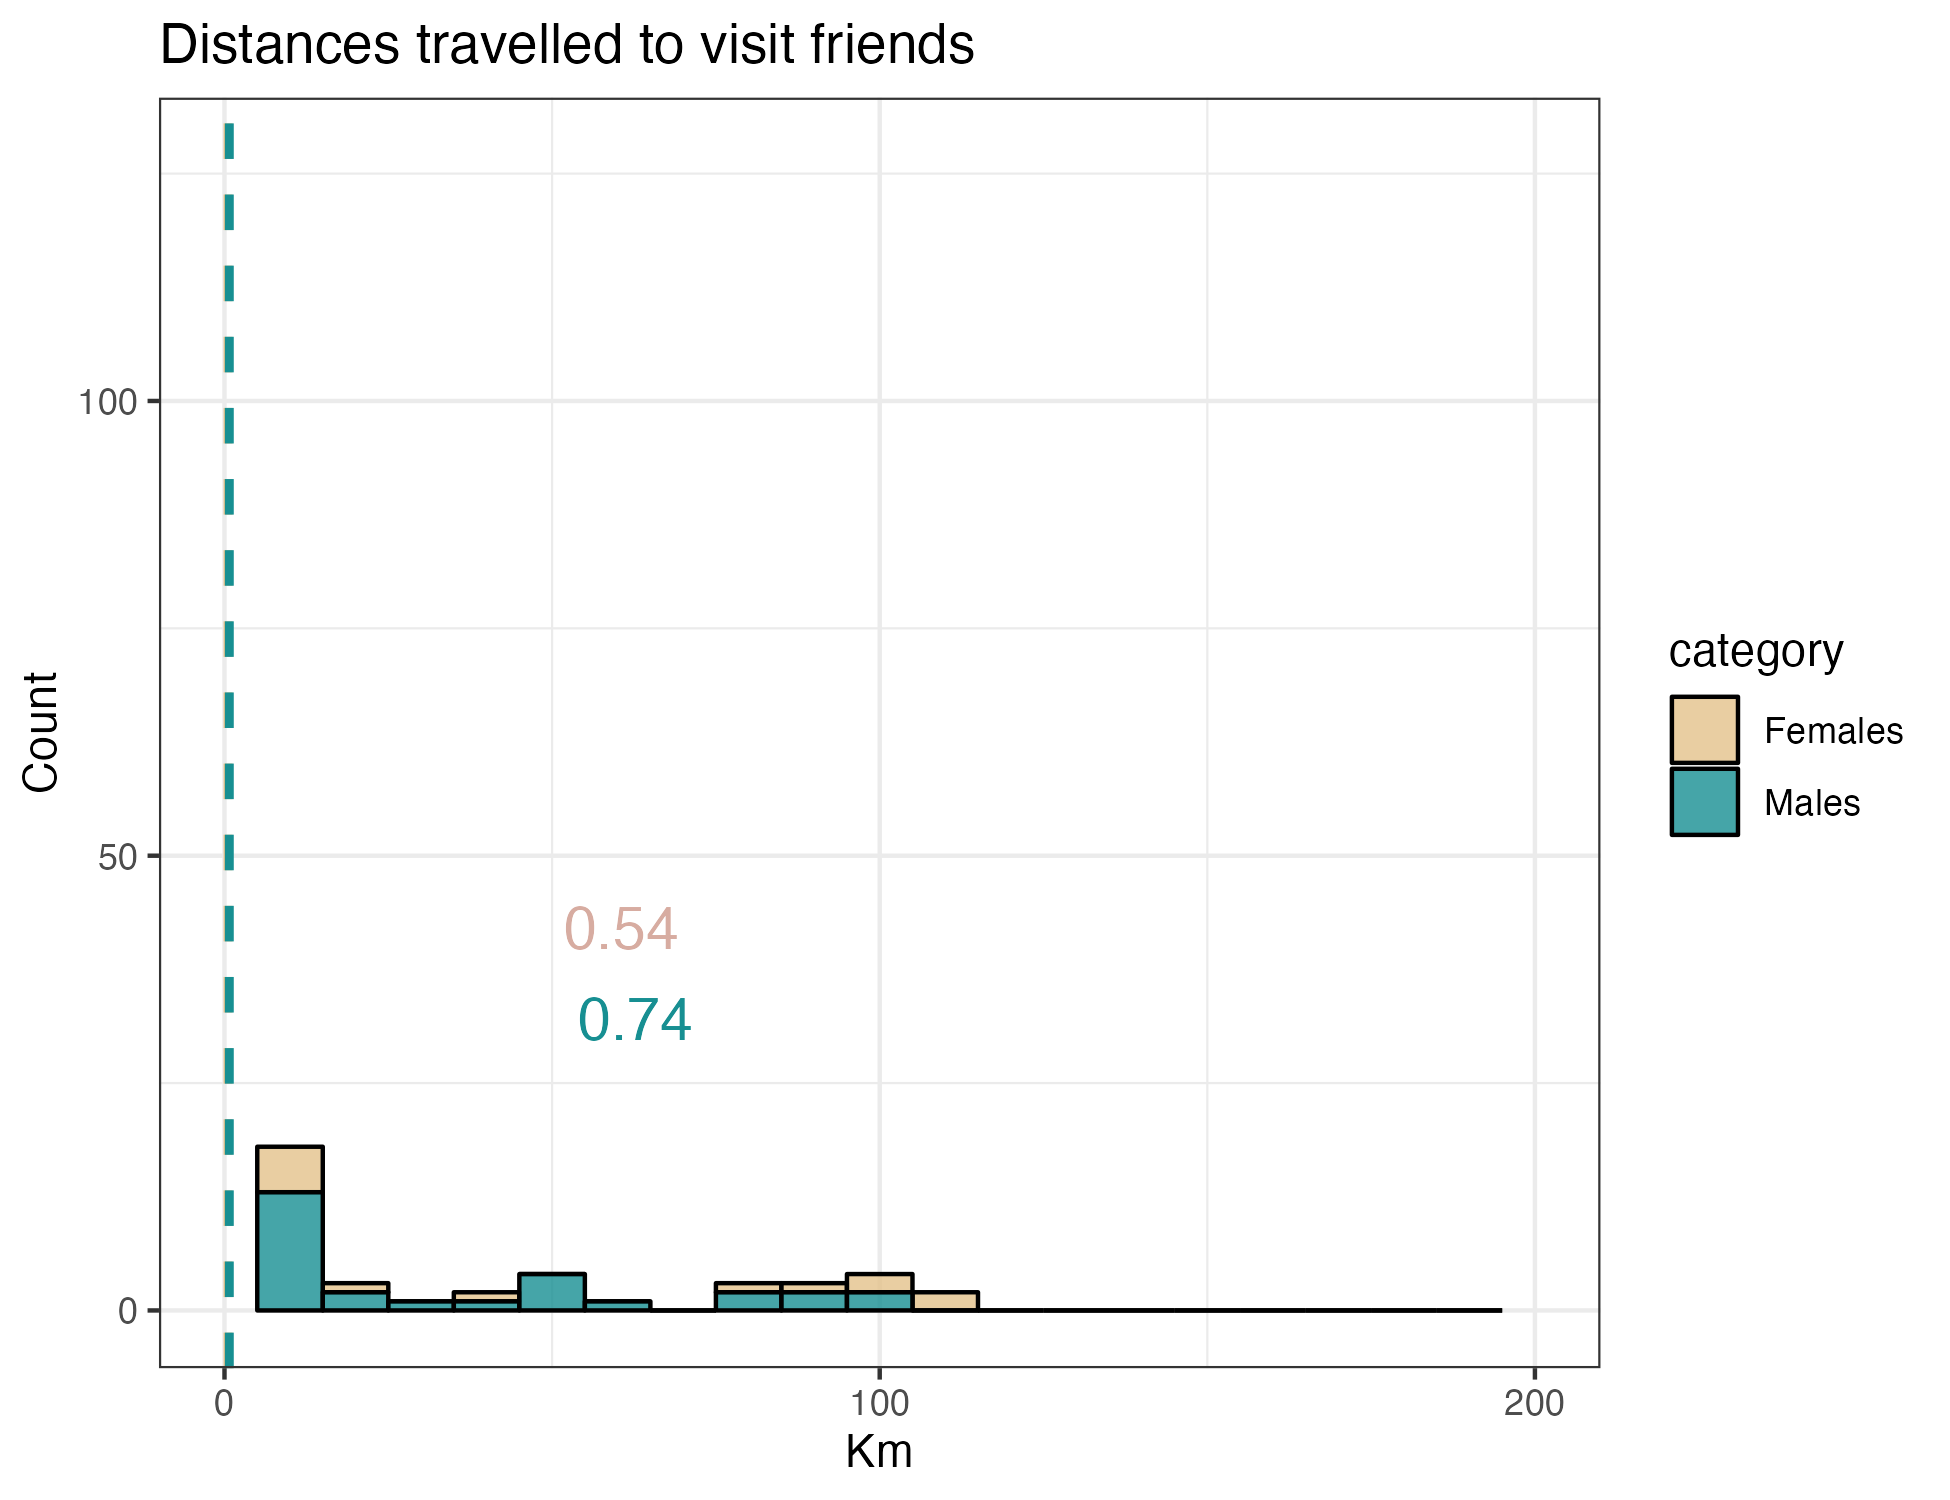 Distances travelled to visit friends
Count
100
50
0
0.54
0.74
0
100
200
Km
category
Females
Males